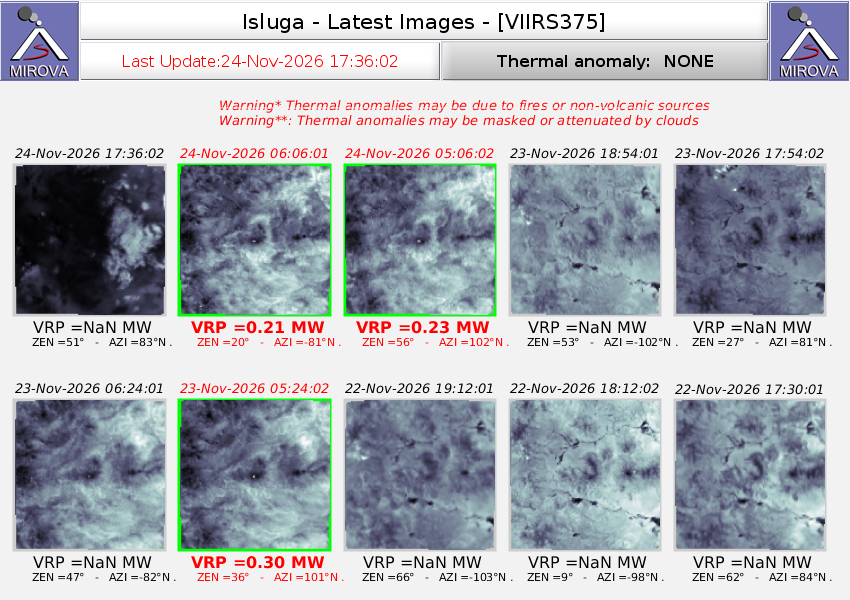 MIROVA
Isluga - Latest Images - [VIIRS375]
MIROVA
Last Update:24-Nov-2026 17:36:02
Thermal anomaly: NONE
Warning* Thermal anomalies may be due to fires or non-volcanic sources
Warning**: Thermal anomalies may be masked or attenuated by clouds
24-Nov-2026 17:36:02
24-Nov-2026 06:06:01
24-Nov-2026 05:06:02
23-Nov-2026 18:54:01
23-Nov-2026 17:54:02
VRP =NaN MW
VRP =0.21 MW
VRP =0.23 MW
VRP =NaN MW
VRP =NaN MW
ZEN =51° - AZI =83°N .
ZEN =20° - AZI =-81°N .
ZEN =56° - AZI =102°N .
ZEN =53° - AZI =-102°N .
ZEN =27° - AZI =81°N .
23-Nov-2026 06:24:01
23-Nov-2026 05:24:02
22-Nov-2026 19:12:01
22-Nov-2026 18:12:02
22-Nov-2026 17:30:01
VRP =NaN MW
VRP =0.30 MW
VRP =NaN MW
VRP =NaN MW
VRP =NaN MW
ZEN =47° - AZI =-82°N .
ZEN =36° - AZI =101°N .
ZEN =66° - AZI =-103°N .
ZEN =9° - AZI =-98°N .
ZEN =62° - AZI =84°N .